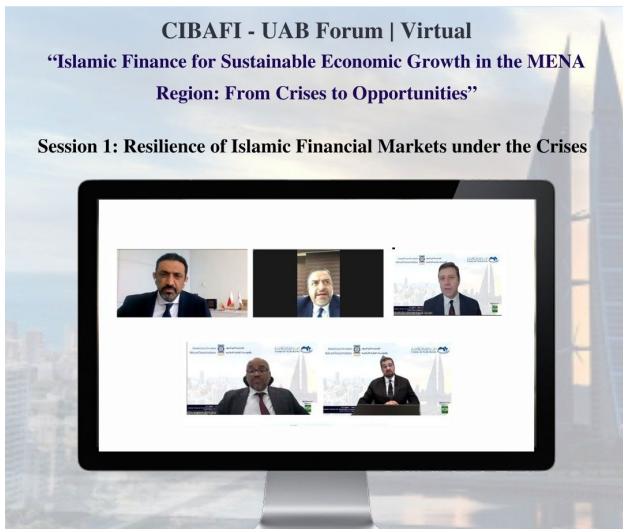 CIBAFI - UAB Forum | Virtual
“Islamic Finance for Sustainable Economic Growth in the MENA
Region: From Crises to Opportunities”
Session 1: Resilience of Islamic Financial Markets under the Crises